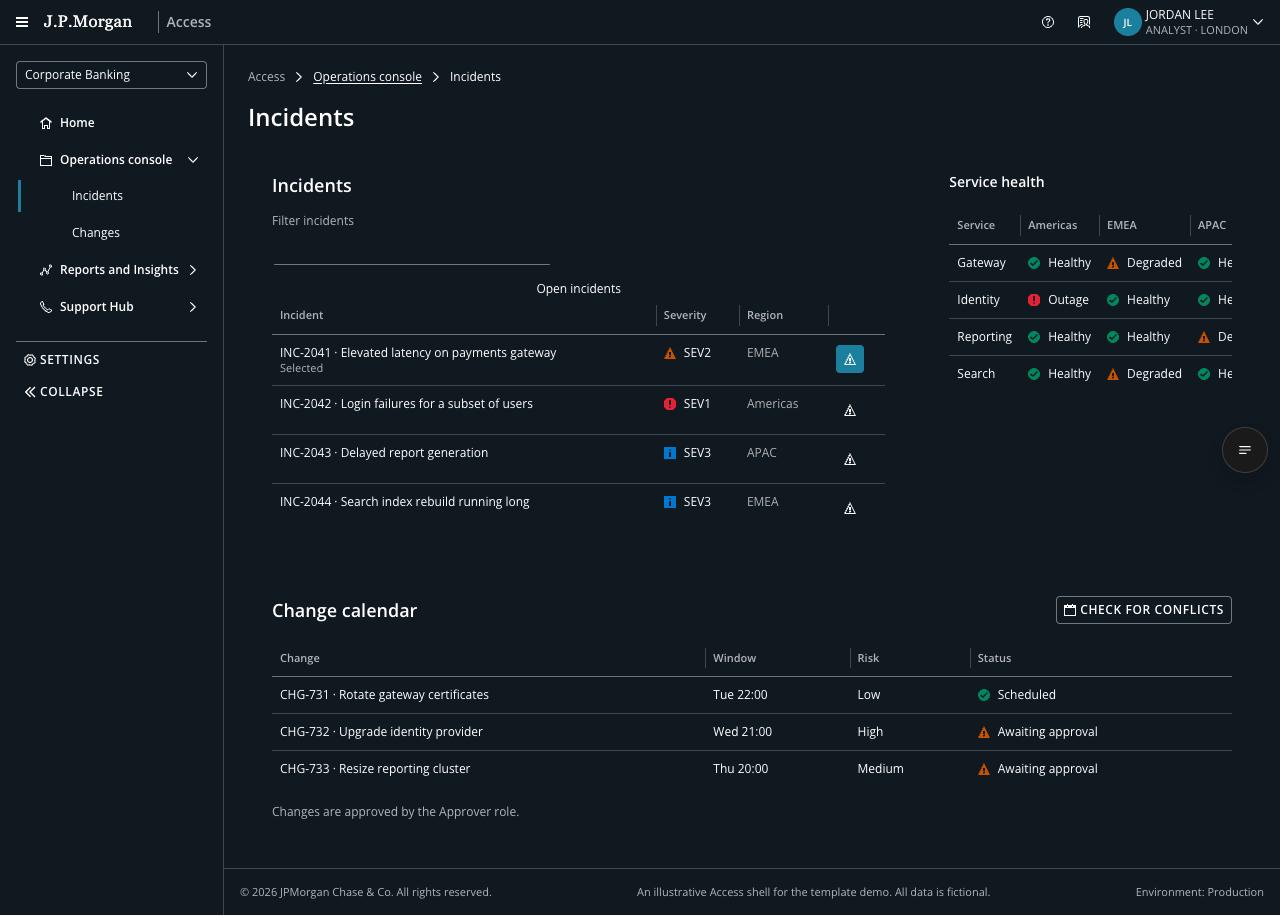 J.P.Morgan Access
JL JORDAN LEE
ANALYST · LONDON
Corporate Banking
Home
Operations console
Incidents
Changes
Reports and Insights
Support Hub
SETTINGS
COLLAPSE
Access Operations console Incidents
Incidents
Incidents
Filter incidents
Open incidents
Incident Severity Region
INC-2041 · Elevated latency on payments gateway SEV2 EMEA
Selected
INC-2042 · Login failures for a subset of users SEV1 Americas
INC-2043 · Delayed report generation SEV3 APAC
INC-2044 · Search index rebuild running long SEV3 EMEA
Service health
Service Americas EMEA APAC
Gateway Healthy Degraded He
Identity Outage Healthy He
Reporting Healthy Healthy De
Search Healthy Degraded He
Change calendar
CHECK FOR CONFLICTS
Change Window Risk Status
CHG-731 · Rotate gateway certificates Tue 22:00 Low Scheduled
CHG-732 · Upgrade identity provider Wed 21:00 High Awaiting approval
CHG-733 · Resize reporting cluster Thu 20:00 Medium Awaiting approval
Changes are approved by the Approver role.
© 2026 JPMorgan Chase & Co. All rights reserved. An illustrative Access shell for the template demo. All data is fictional. Environment: Production